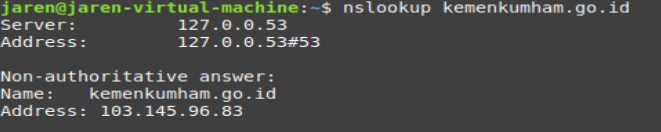 jaren@jaren-virtual-machine:~$ nslookup kemenkumham.go.id
Server:         127.0.0.53
Address:        127.0.0.53#53
Non-authoritative answer:
Name:   kemenkumham.go.id
Address: 103.145.96.83